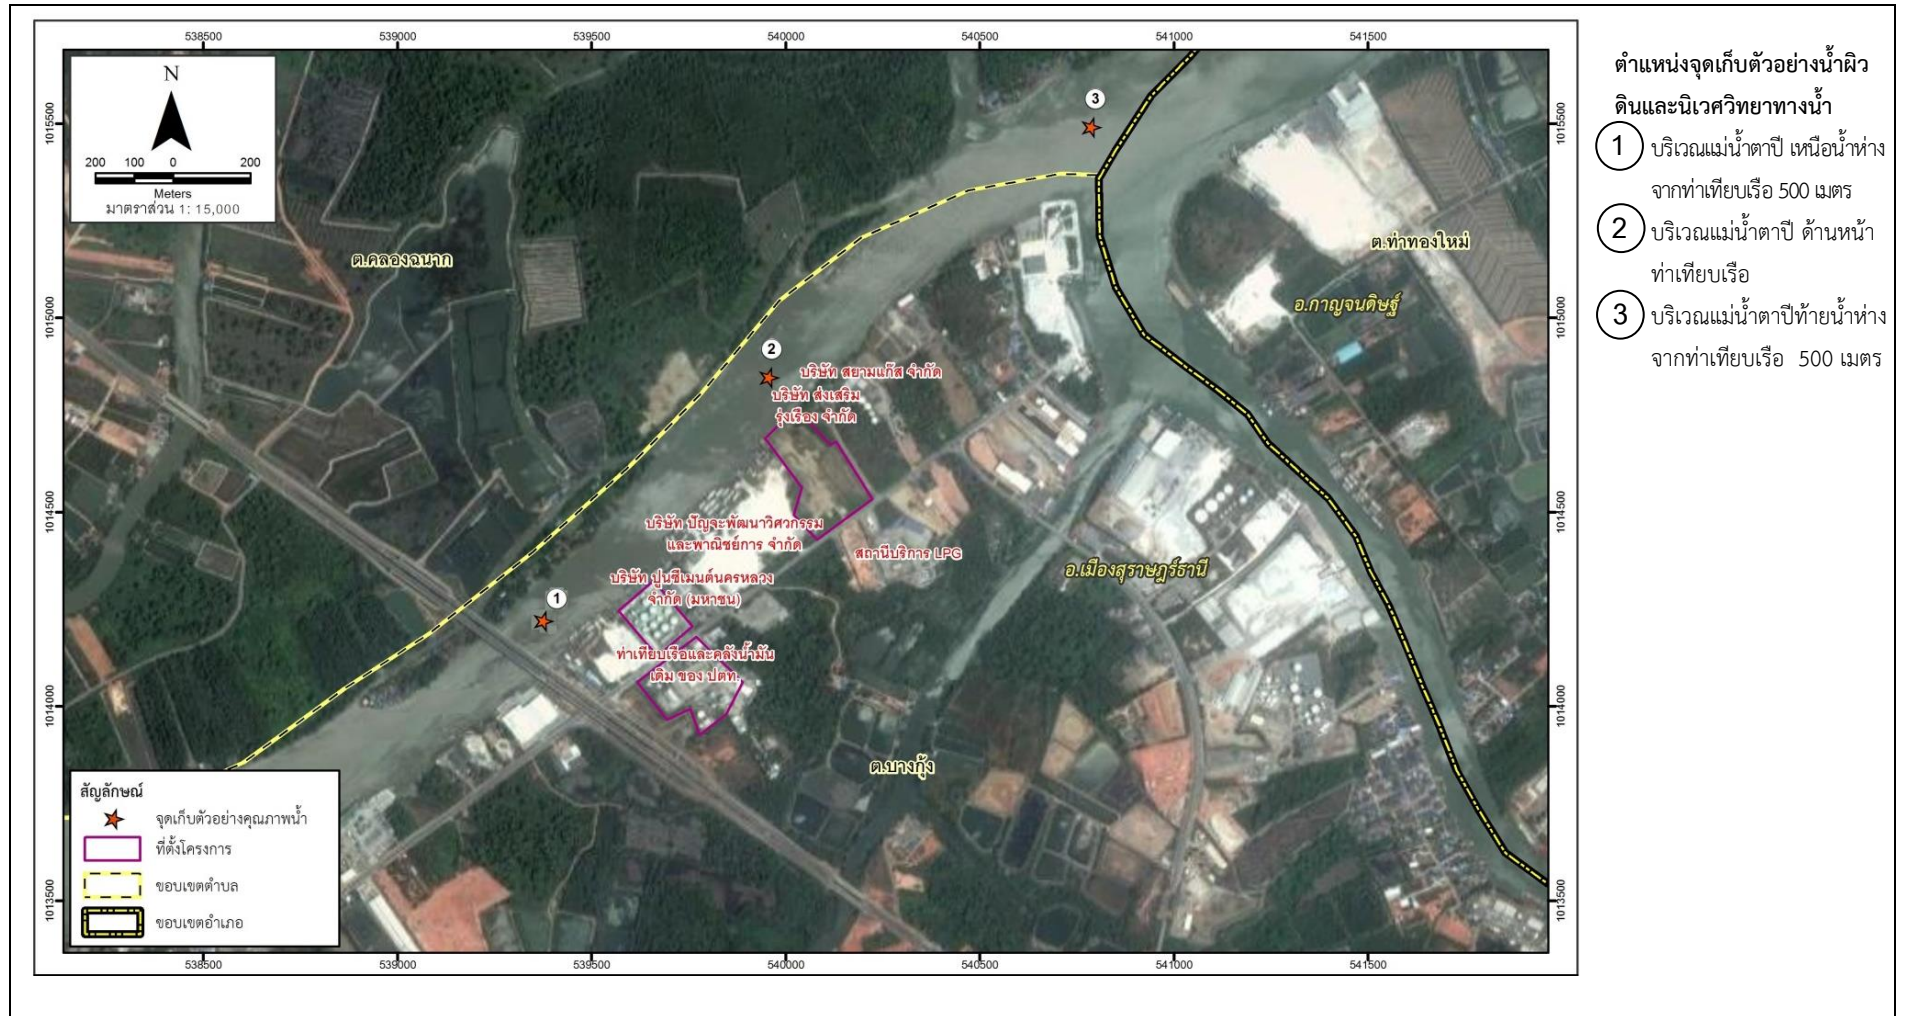 538500
539000
539500
540000
540500
541000
541500
N
200 100 0 200
Meters
มาตราส่วน 1: 15,000
1015500
1015000
1014500
1014000
1013500
1015500
1015000
1014500
1014000
1013500
3
ต.คลองฉนาก
ต.ท่าทองใหม่
อ.กาญจนดิษฐ์
2
บริษัท สยามแก๊ส จำกัด
บริษัท ส่งเสริม
รุ่งเรือง จำกัด
บริษัท ปัญจะพัฒนาวิศวกรรม
และพาณิชย์การ จำกัด
สถานีบริการ LPG
อ.เมืองสุราษฎร์ธานี
บริษัท ปูนซีเมนต์นครหลวง
จำกัด (มหาชน)
1
ท่าเทียบเรือและคลังน้ำมัน
เดิม ของ ปตท.
ต.บางกุ้ง
สัญลักษณ์
จุดเก็บตัวอย่างคุณภาพน้ำ
ที่ตั้งโครงการ
ขอบเขตตำบล
ขอบเขตอำเภอ
538500
539000
539500
540000
540500
541000
541500
ตำแหน่งจุดเก็บตัวอย่างน้ำผิว
ดินและนิเวศวิทยาทางน้ำ
1 บริเวณแม่น้ำตาปี เหนือน้ำห่าง
จากท่าเทียบเรือ 500 เมตร
2 บริเวณแม่น้ำตาปี ด้านหน้า
ท่าเทียบเรือ
3 บริเวณแม่น้ำตาปีท้ายน้ำห่าง
จากท่าเทียบเรือ 500 เมตร